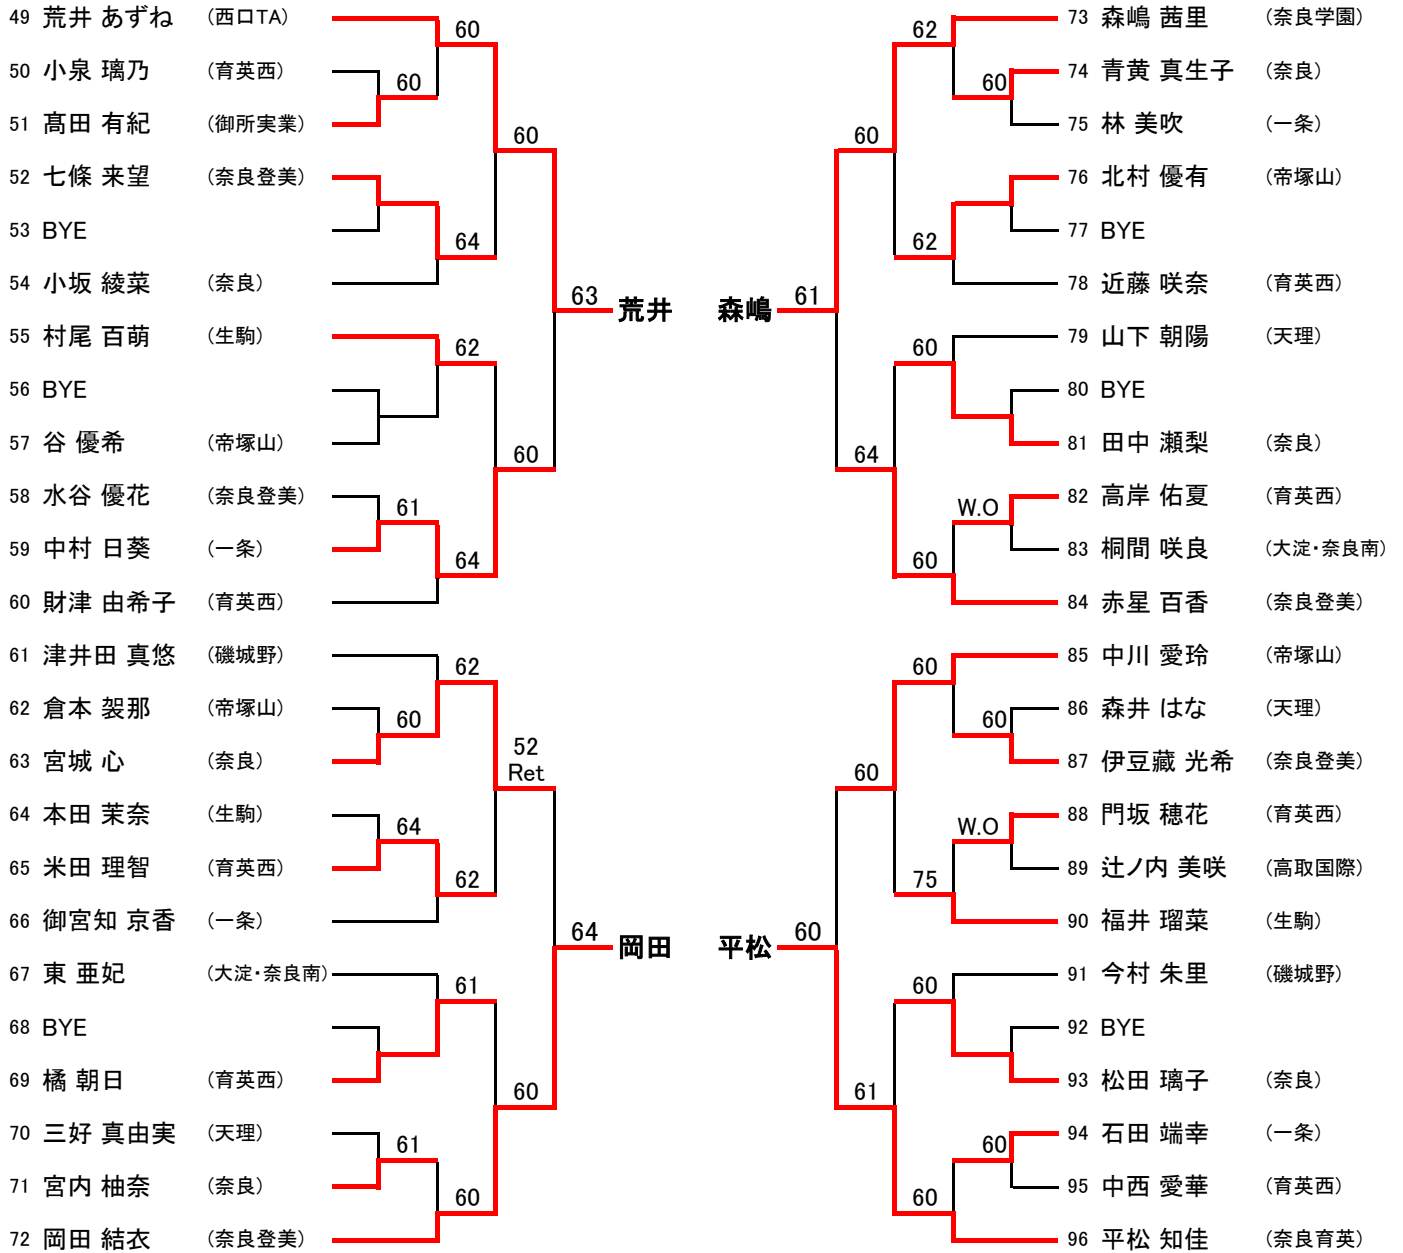 49 荒井 あずね (西口TA)
60
50 小泉 璃乃 (育英西)
60
51 髙田 有紀 (御所実業)
60
52 七條 来望 (奈良登美)
53 BYE
64
54 小坂 綾菜 (奈良)
63 荒井
55 村尾 百萌 (生駒)
62
56 BYE
57 谷 優希 (帝塚山)
60
58 水谷 優花 (奈良登美)
61
59 中村 日葵 (一条)
64
60 財津 由希子 (育英西)
61 津井田 真悠 (磯城野)
62
62 倉本 袈那 (帝塚山)
60
63 宮城 心 (奈良)
52
Ret
64 本田 茉奈 (生駒)
64
65 米田 理智 (育英西)
62
66 御宮知 京香 (一条)
64 岡田
67 東 亜妃 (大淀・奈良南)
61
68 BYE
69 橘 朝日 (育英西)
60
70 三好 真由実 (天理)
61
71 宮内 柚奈 (奈良)
60
72 岡田 結衣 (奈良登美)
73 森嶋 茜里 (奈良学園)
62
74 青黄 真生子 (奈良)
60
75 林 美吹 (一条)
60
76 北村 優有 (帝塚山)
77 BYE
62
78 近藤 咲奈 (育英西)
森嶋 61
79 山下 朝陽 (天理)
60
80 BYE
81 田中 瀬梨 (奈良)
64
82 高岸 佑夏 (育英西)
W.O
83 桐間 咲良 (大淀・奈良南)
60
84 赤星 百香 (奈良登美)
85 中川 愛玲 (帝塚山)
60
86 森井 はな (天理)
60
87 伊豆藏 光希 (奈良登美)
60
88 門坂 穂花 (育英西)
W.O
89 辻ノ内 美咲 (高取国際)
75
90 福井 瑠菜 (生駒)
平松 60
91 今村 朱里 (磯城野)
60
92 BYE
93 松田 璃子 (奈良)
61
94 石田 端幸 (一条)
60
95 中西 愛華 (育英西)
60
96 平松 知佳 (奈良育英)